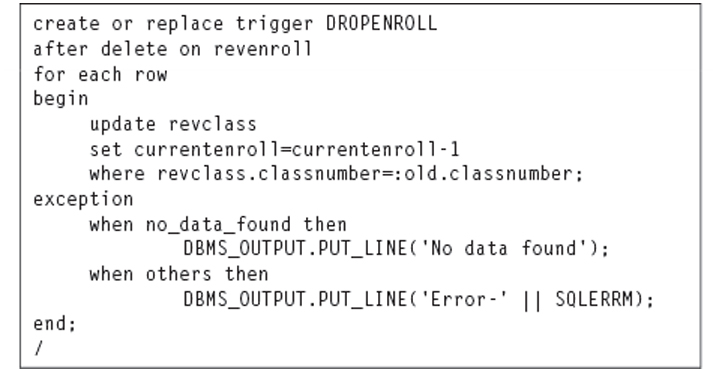 create or replace trigger DROPENROLL
after delete on revenroll
for each row
begin
update revclass
set currentenroll=currentenroll-1
where revclass.classnumber=:old.classnumber;
exception
when no_data_found then
DBMS_OUTPUT.PUT_LINE('No data found');
when others then
DBMS_OUTPUT.PUT_LINE('Error-' || SQLERRM);
end;
/